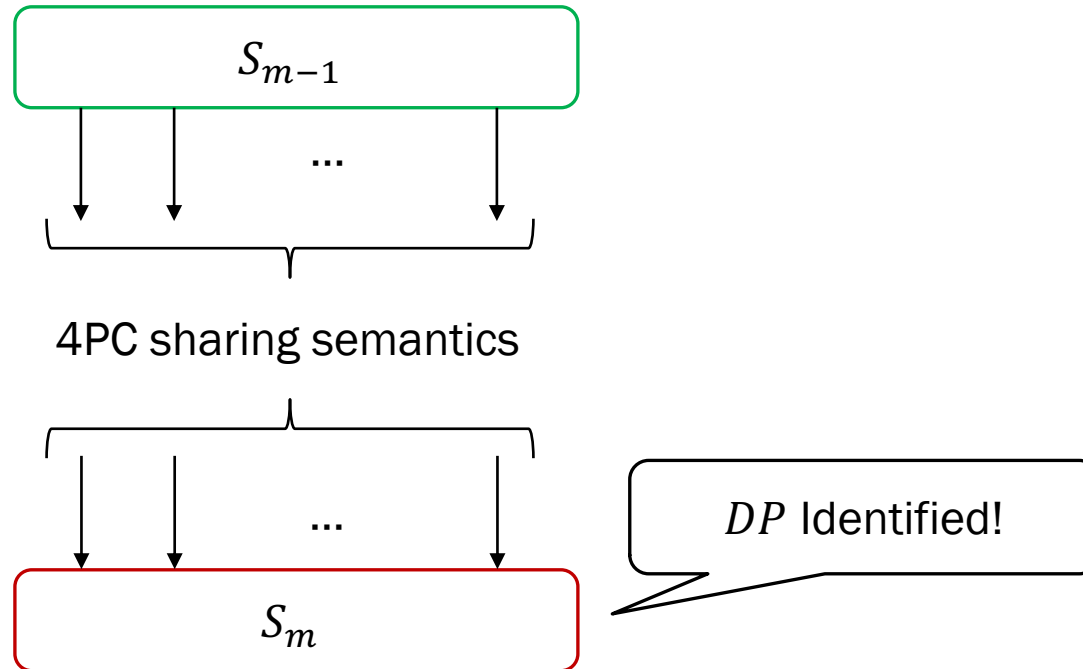 S_{m-1}
...
4PC sharing semantics
...
DP Identified!
S_m